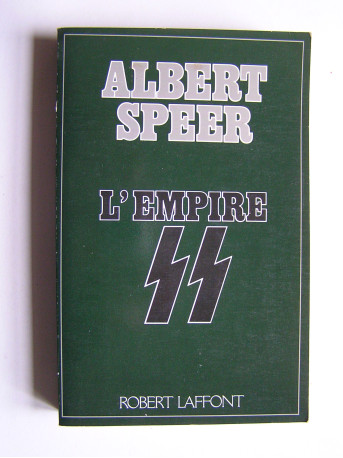 ALBERT
SPEER
L'EMPIRE
SS
ROBERT LAFFONT